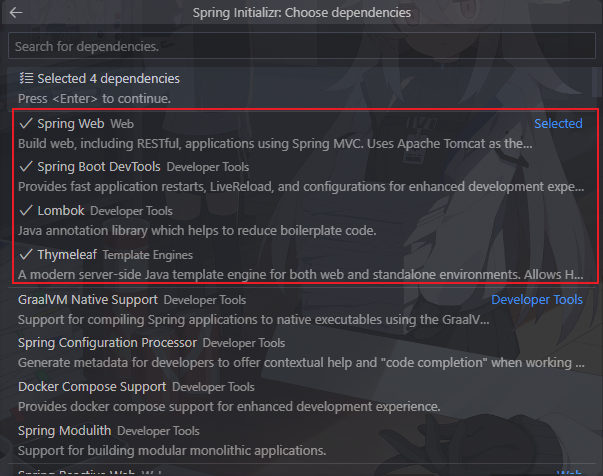 Spring Initializr: Choose dependencies
Search for dependencies.
Selected 4 dependencies
Press <Enter> to continue.
Spring Web Web Selected
Build web, including RESTful, applications using Spring MVC. Uses Apache Tomcat as the...
Spring Boot DevTools Developer Tools
Provides fast application restarts, LiveReload, and configurations for enhanced development expe...
Lombok Developer Tools
Java annotation library which helps to reduce boilerplate code.
Thymeleaf Template Engines
A modern server-side Java template engine for both web and standalone environments. Allows H...
GraalVM Native Support Developer Tools Developer Tools
Support for compiling Spring applications to native executables using the GraalV...
Spring Configuration Processor Developer Tools
Generate metadata for developers to offer contextual help and "code completion" when working ...
Docker Compose Support Developer Tools
Provides docker compose support for enhanced development experience.
Spring Modulith Developer Tools
Support for building modular monolithic applications.
Spring Reactive Web Web Web